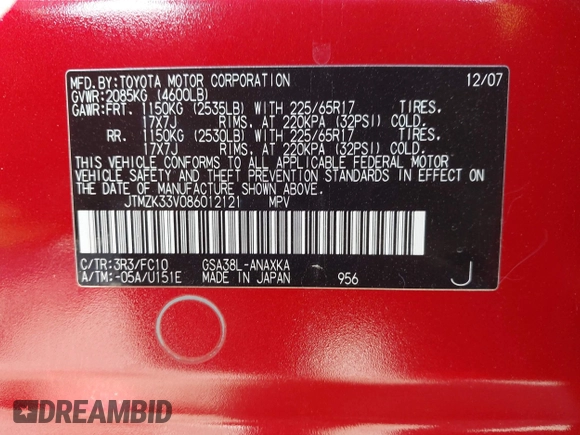 MFD.BY:TOYOTA MOTOR CORPORATION 12/07
GVWR:2085KG (4600LB)
GAWR:FRT. 1150KG (2535LB) WITH 225/65R17 TIRES,
17X7J RIMS, AT 220KPA (32PSI) COLD.
RR. 1150KG (2530LB) WITH 225/65R17 TIRES,
17X7J RIMS, AT 220KPA (32PSI) COLD.
THIS VEHICLE CONFORMS TO ALL APPLICABLE FEDERAL MOTOR
VEHICLE SAFETY AND THEFT PREVENTION STANDARDS IN EFFECT
ON THE DATE OF MANUFACTURE SHOWN ABOVE.
JTMZK33V086012121 MPV
C/TR:3R3/FC10 GSA38L-ANAXKA
A/TM:-05A/U151E MADE IN JAPAN 956 J
DREAMBID